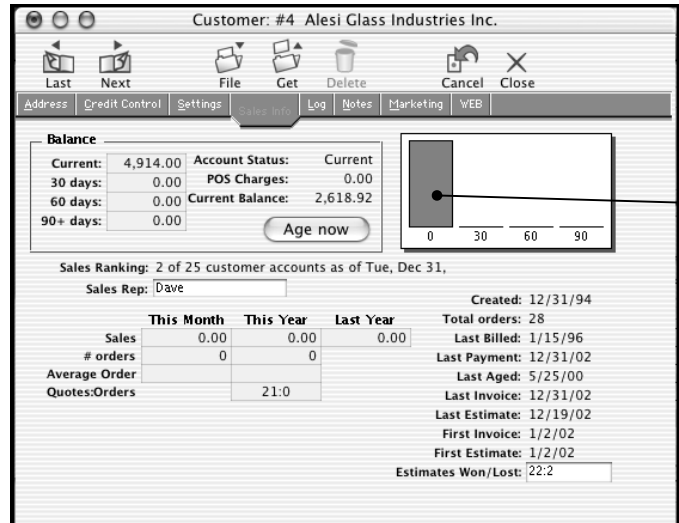 Customer: #4 Alesi Glass Industries Inc.
Last Next File Get Delete Cancel Close
Address Credit Control Settings Sales Info Log Notes Marketing WEB
Balance
Current: 4,914.00 Account Status: Current
30 days: 0.00 POS Charges: 0.00
60 days: 0.00 Current Balance: 2,618.92
90+ days: 0.00 Age now
0 30 60 90
Sales Ranking: 2 of 25 customer accounts as of Tue, Dec 31,
Sales Rep: Dave
Created: 12/31/94
This Month This Year Last Year Total orders: 28
Sales 0.00 0.00 0.00 Last Billed: 1/15/96
# orders 0 0 Last Payment: 12/31/02
Average Order Last Aged: 5/25/00
Quotes:Orders 21:0 Last Invoice: 12/31/02
Last Estimate: 12/19/02
First Invoice: 1/2/02
First Estimate: 1/2/02
Estimates Won/Lost: 22:2